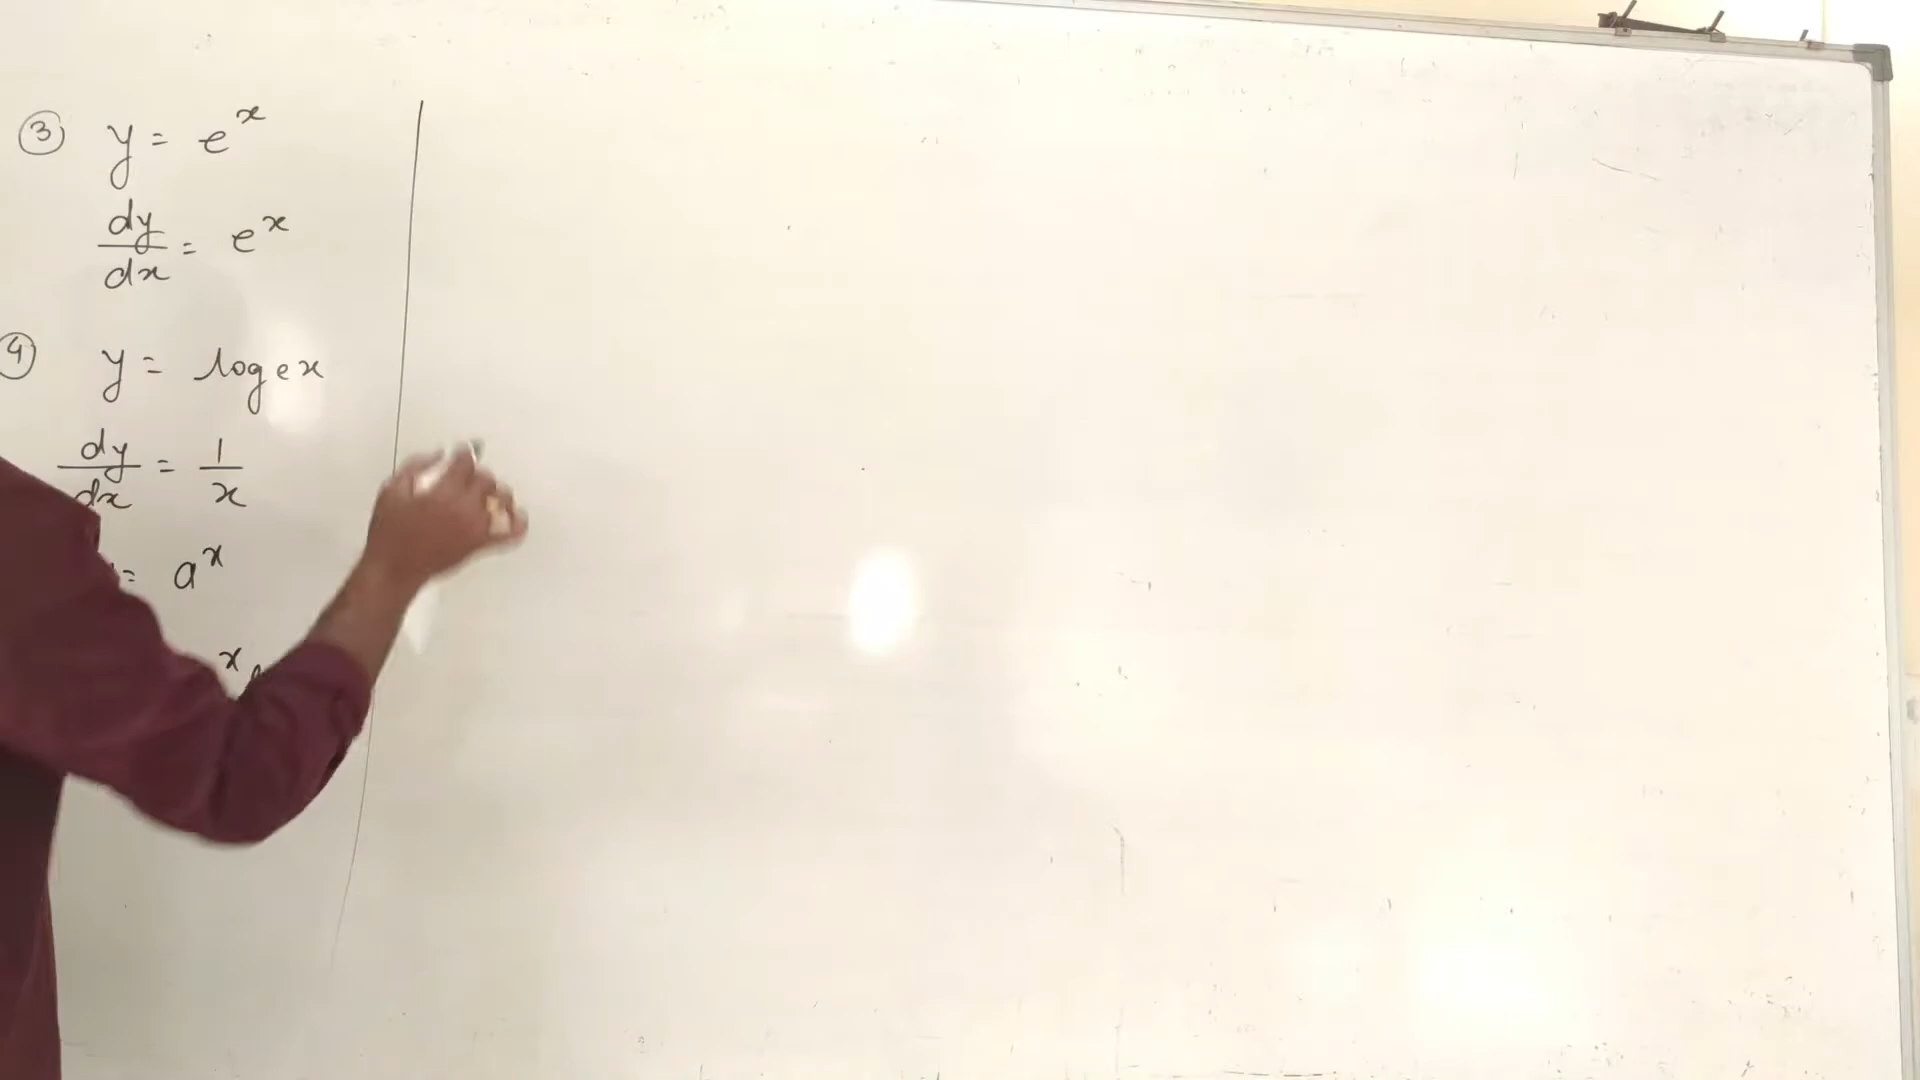 ③ y = e^x
dy/dx = e^x
④ y = log e x
dy/dx = 1/x
= a^x
x